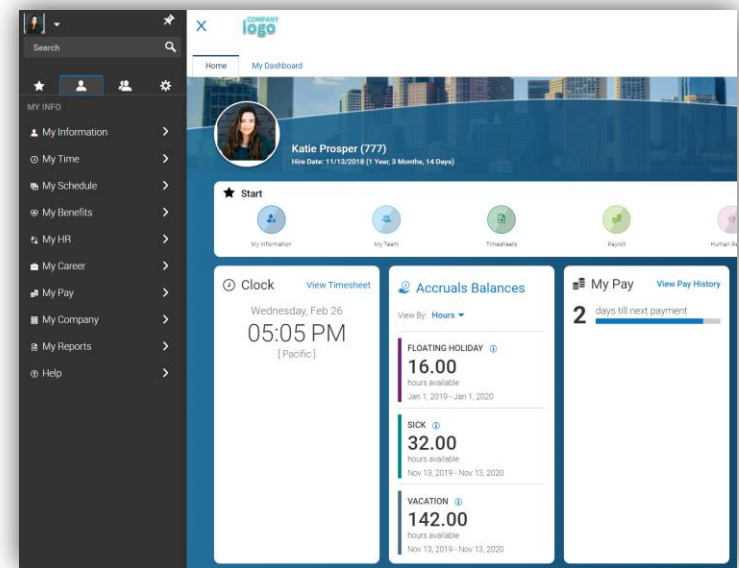 COMPANY
logo
Search
Home My Dashboard
MY INFO
My Information
My Time
My Schedule
My Benefits
My HR
My Career
My Pay
My Company
My Reports
Help
Katie Prosper (777)
Hire Date: 11/13/2018 (1 Year, 3 Months, 14 Days)
Start
My Information
My Team
Timesheets
Payroll
Human Re
Clock View Timesheet
Wednesday, Feb 26
05:05 PM
[ Pacific ]
Accruals Balances
View By: Hours
FLOATING HOLIDAY
16.00
hours available
Jan 1, 2019 - Jan 1, 2020
SICK
32.00
hours available
Nov 13, 2019 - Nov 13, 2020
VACATION
142.00
hours available
Nov 13, 2019 - Nov 13, 2020
My Pay View Pay History
2 days till next payment